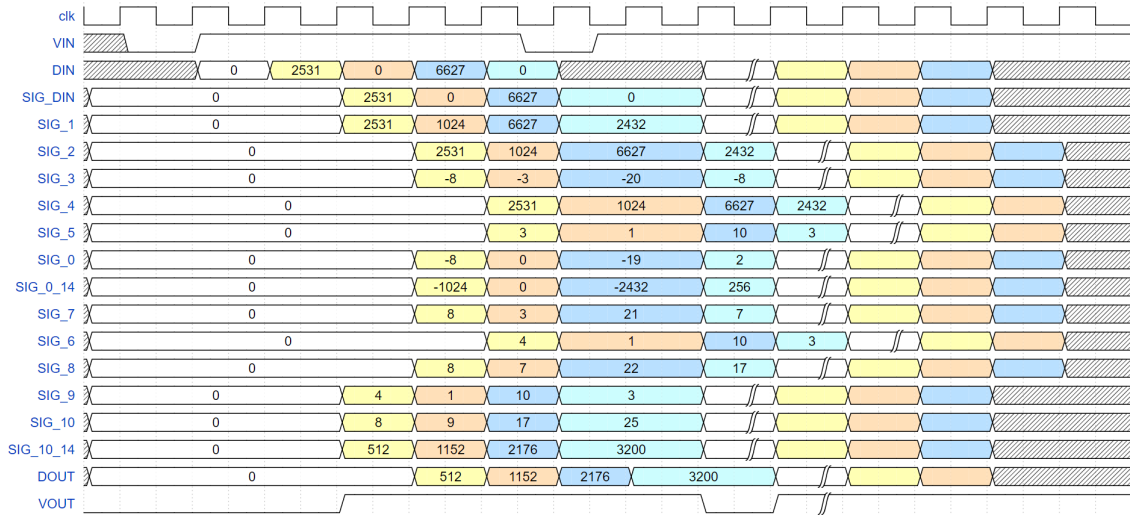 clk
VIN
DIN 0 2531 0 6627 0
SIG_DIN 0 2531 0 6627 0
SIG_1 0 2531 1024 6627 2432
SIG_2 0 2531 1024 6627 2432
SIG_3 0 -8 -3 -20 -8
SIG_4 0 2531 1024 6627 2432
SIG_5 0 3 1 10 3
SIG_0 0 -8 0 -19 2
SIG_0_14 0 -1024 0 -2432 256
SIG_7 0 8 3 21 7
SIG_6 0 4 1 10 3
SIG_8 0 8 7 22 17
SIG_9 0 4 1 10 3
SIG_10 0 8 9 17 25
SIG_10_14 0 512 1152 2176 3200
DOUT 0 512 1152 2176 3200
VOUT